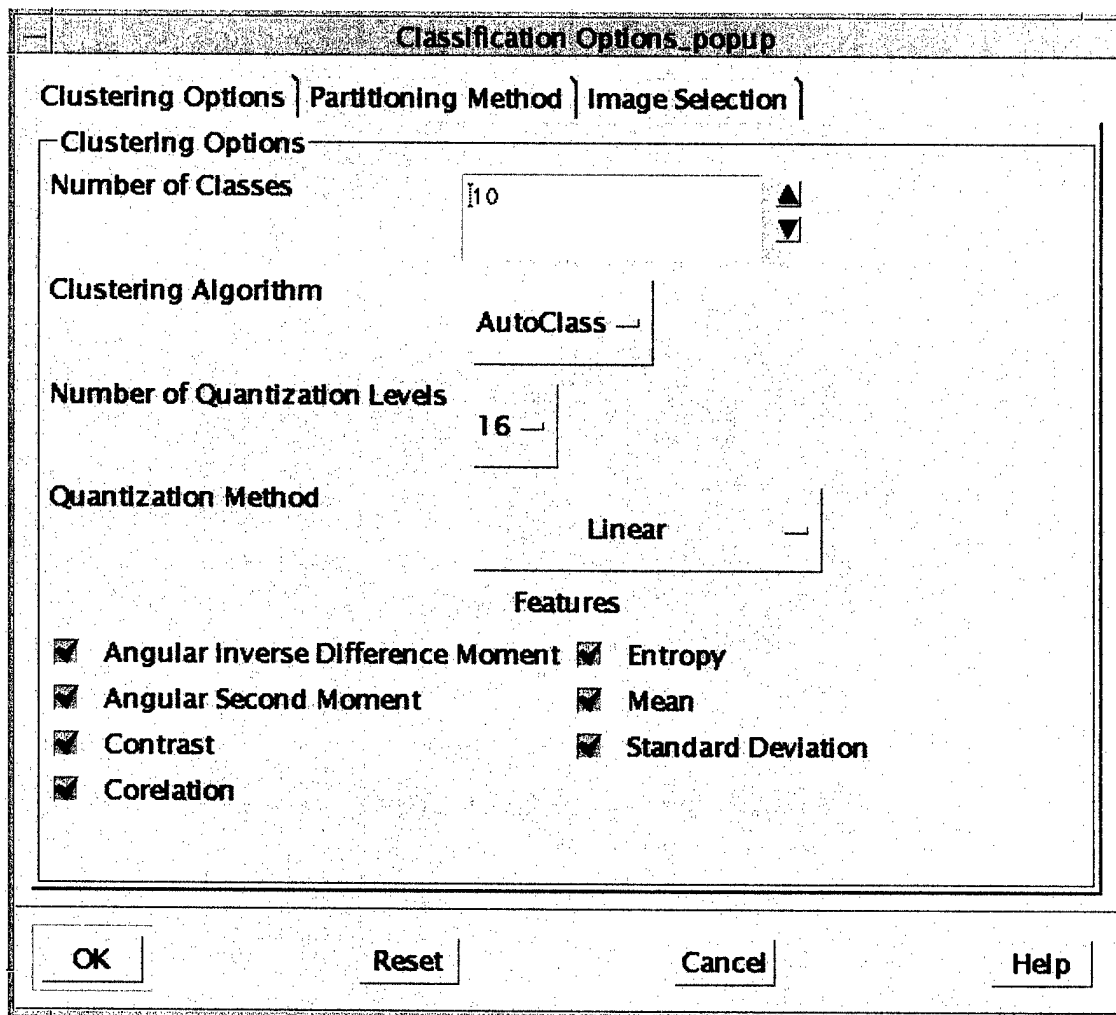 Classification Options_popup
Clustering Options Partitioning Method Image Selection
Clustering Options
Number of Classes 10
Clustering Algorithm
AutoClass
Number of Quantization Levels
16
Quantization Method
Linear
Features
Angular Inverse Difference Moment Entropy
Angular Second Moment Mean
Contrast Standard Deviation
Corelation
OK Reset Cancel Help